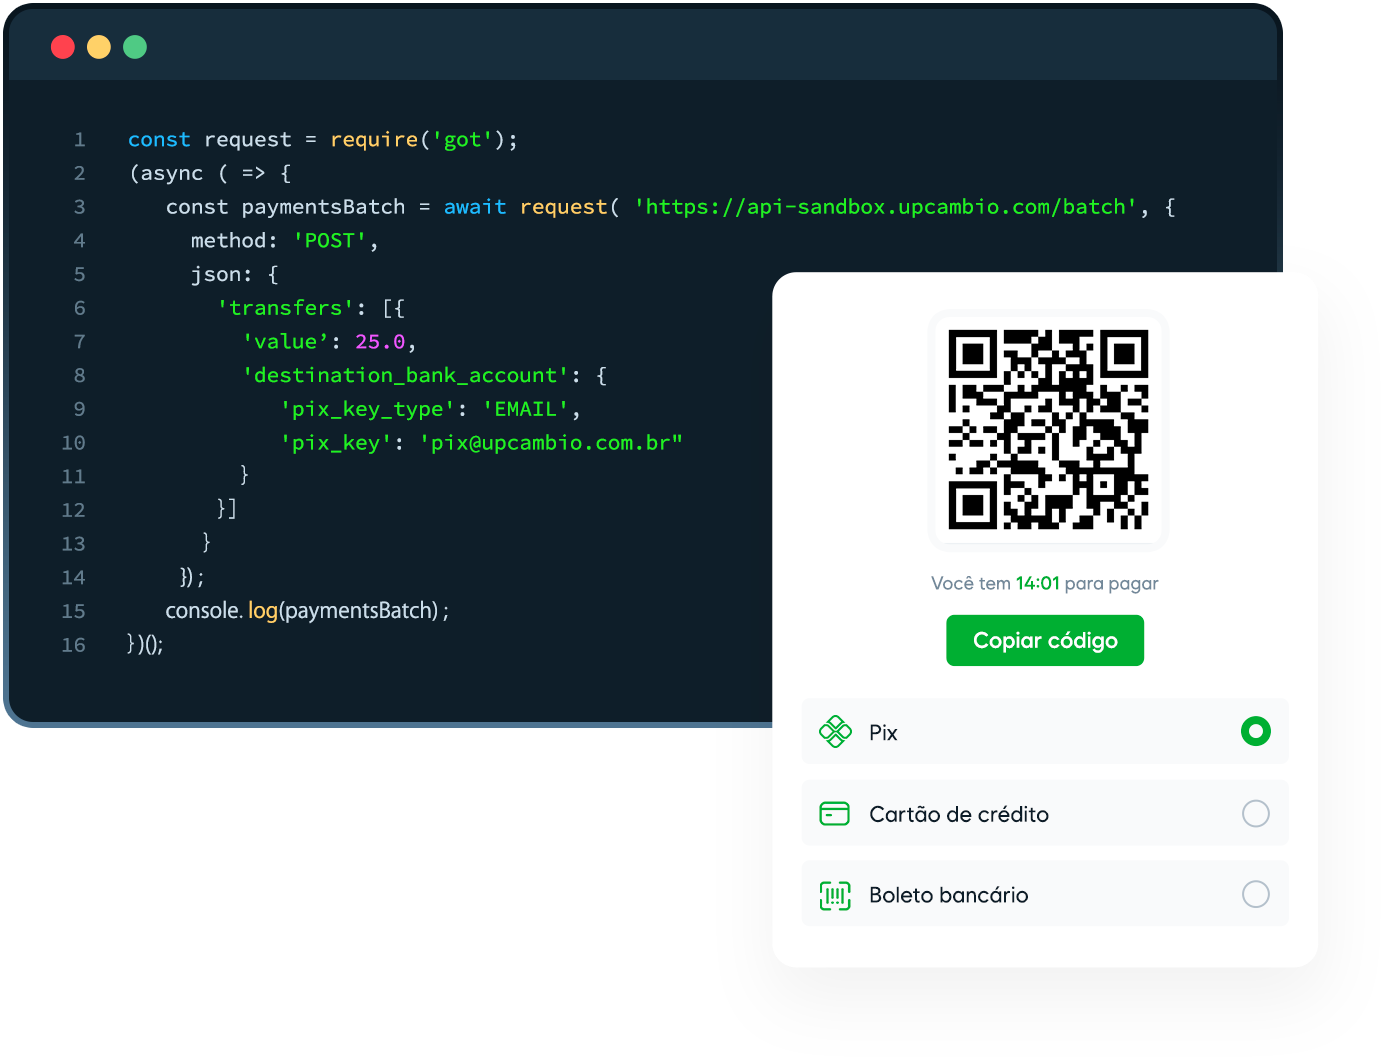 1 const request = require('got');
2 (async ( => {
3 const paymentsBatch = await request( 'https://api-sandbox.upcambio.com/batch', {
4 method: 'POST',
5 json: {
6 'transfers': [{
7 'value’: 25.0,
8 'destination_bank_account': {
9 'pix_key_type': 'EMAIL',
10 'pix_key': 'pix@upcambio.com.br"
11 }
12 }]
13 }
14 }) ;
15 console. log(paymentsBatch) ;
16 } )();
Você tem 14:01 para pagar
Copiar código
Pix
Cartão de crédito
Boleto bancário